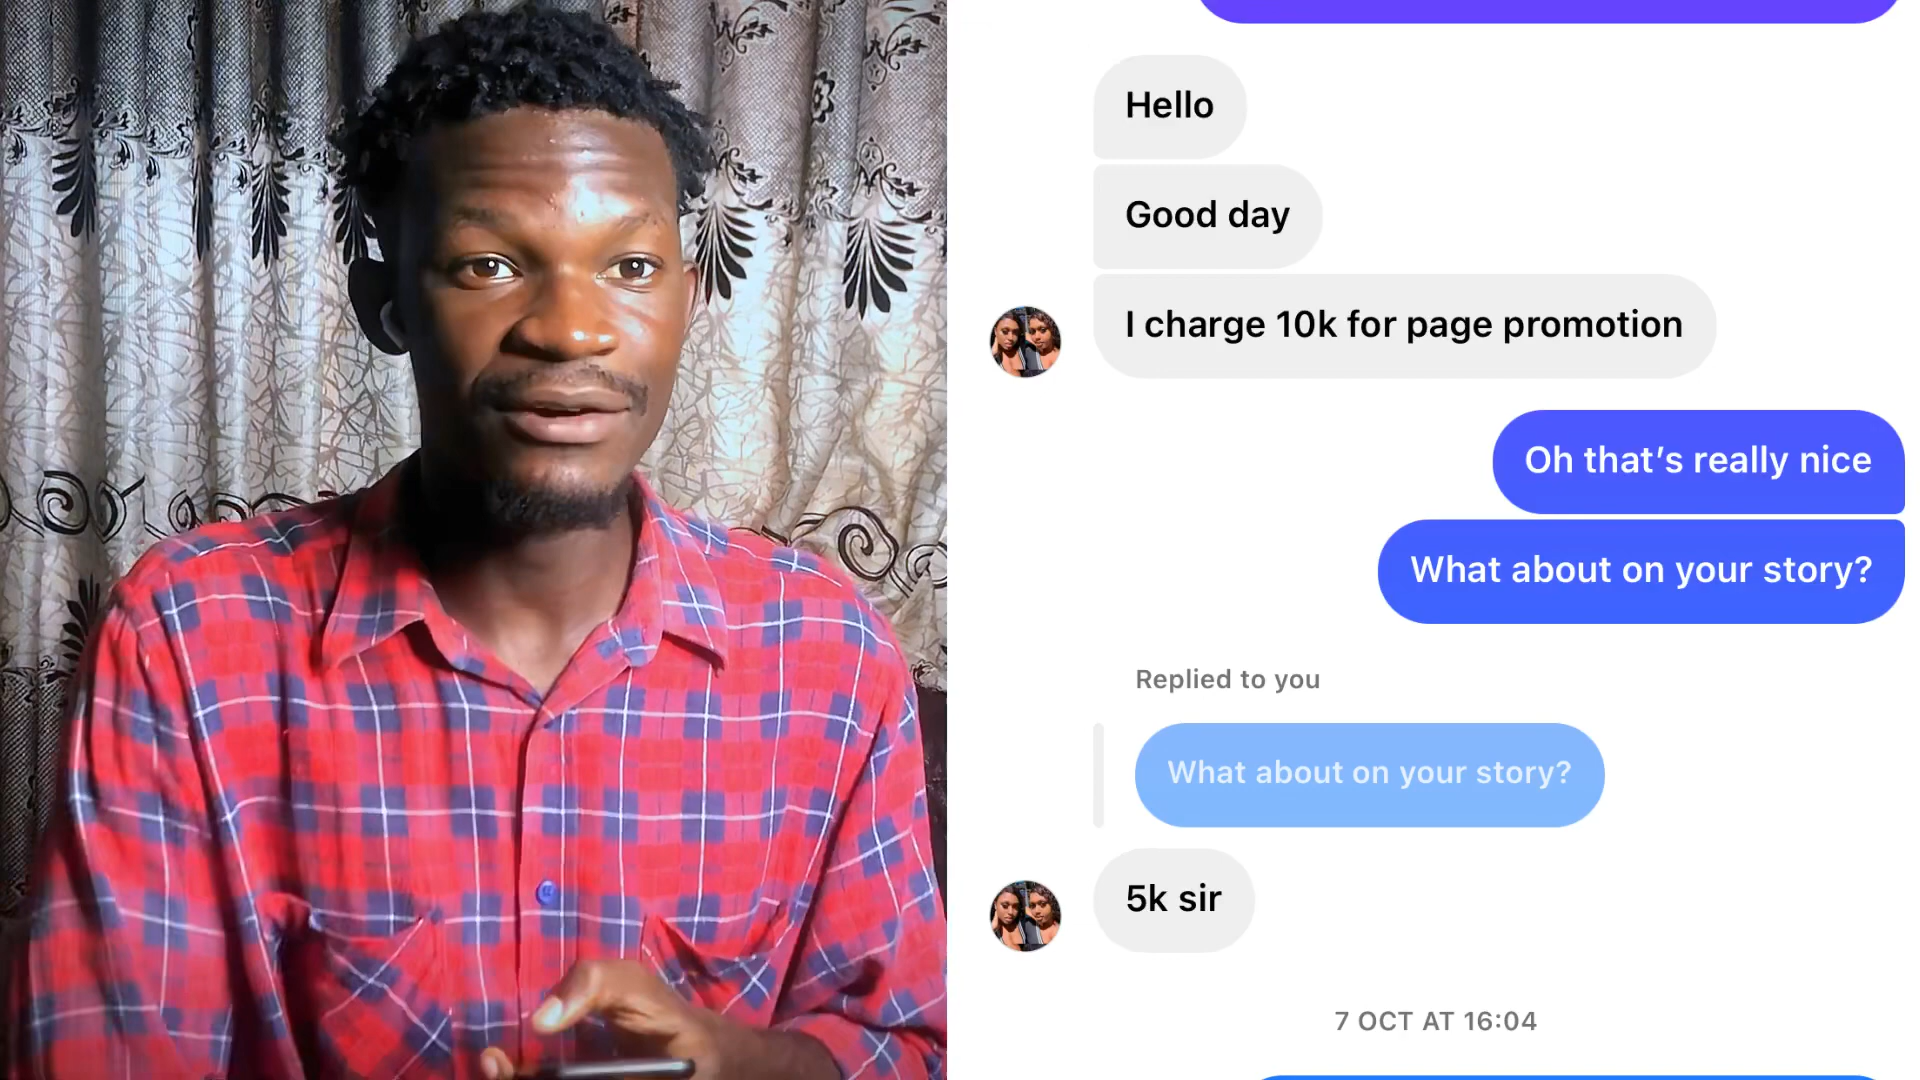 Hello
Good day
I charge 10k for page promotion
Oh that’s really nice
What about on your story?
Replied to you
What about on your story?
5k sir
7 OCT AT 16:04